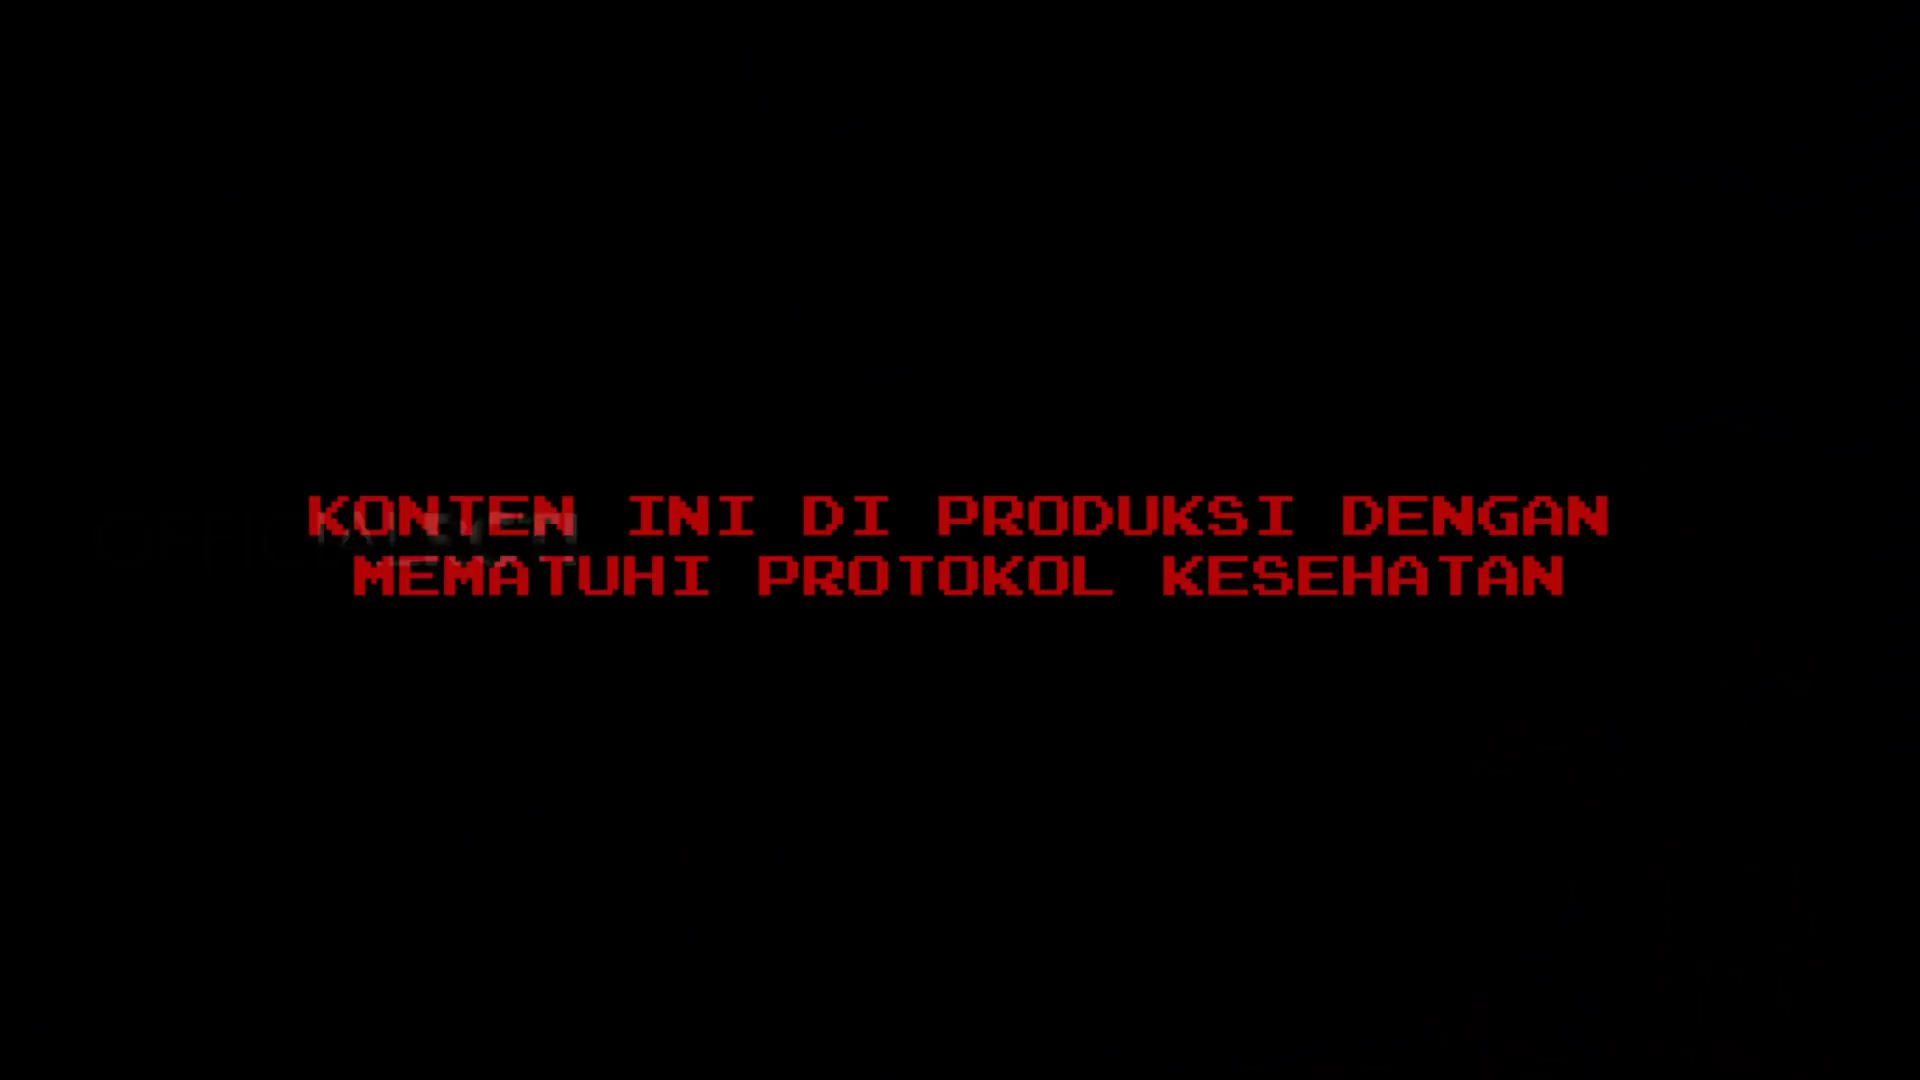 KONTEN INI DI PRODUKSI DENGAN
MEMATUHI PROTOKOL KESEHATAN